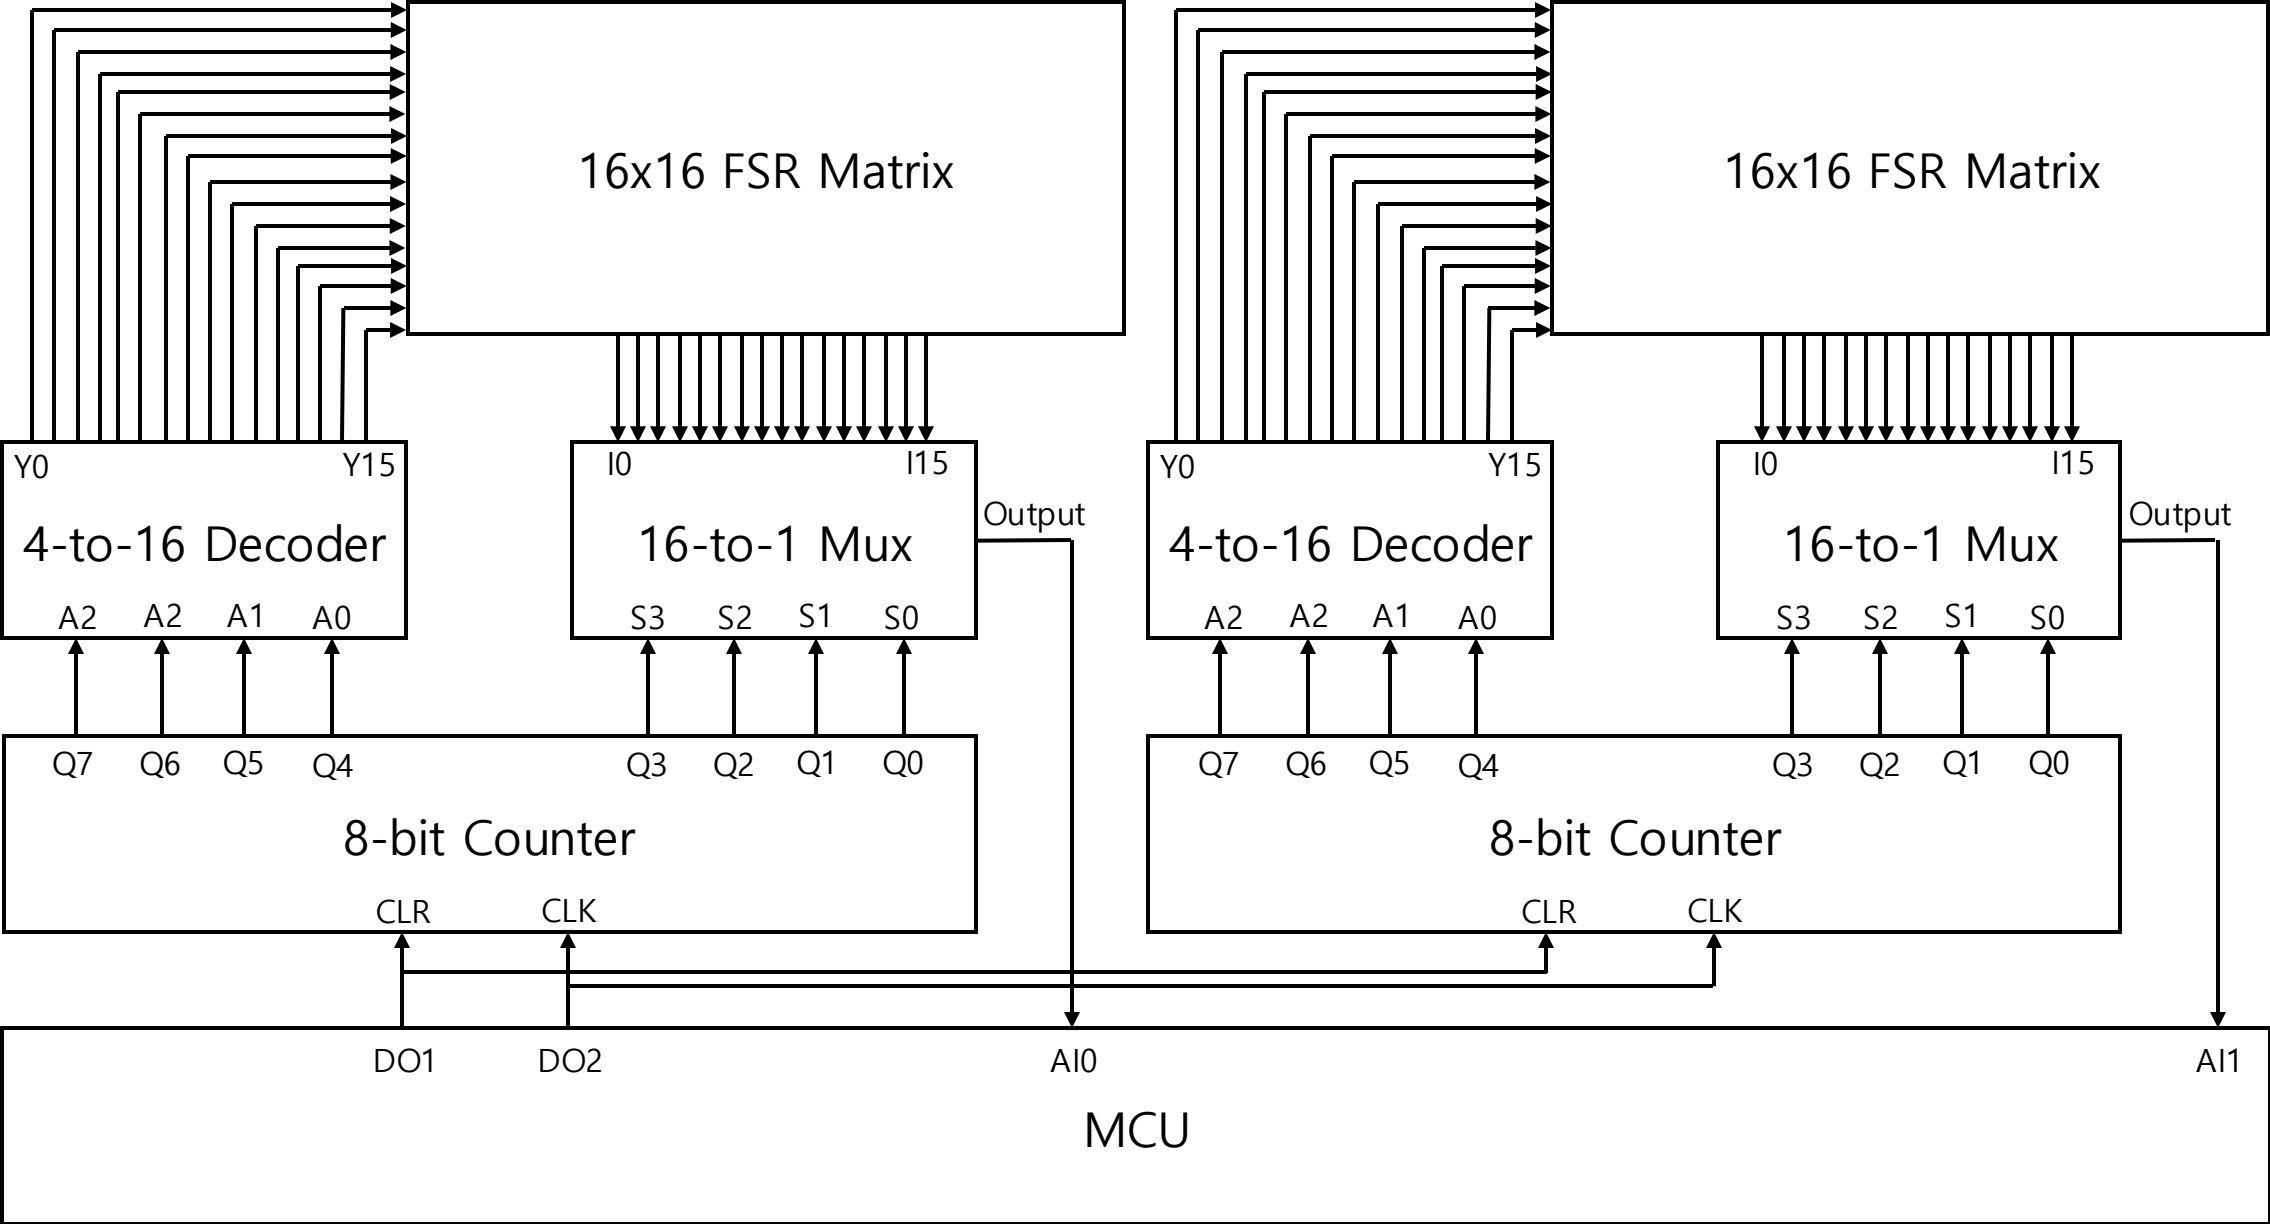 16x16 FSR Matrix
16x16 FSR Matrix
Y0 Y15
I0 I15
Y0 Y15
I0 I15
Output
Output
4-to-16 Decoder
16-to-1 Mux
4-to-16 Decoder
16-to-1 Mux
A2 A2 A1 A0
S3 S2 S1 S0
A2 A2 A1 A0
S3 S2 S1 S0
Q7 Q6 Q5 Q4 Q3 Q2 Q1 Q0
Q7 Q6 Q5 Q4 Q3 Q2 Q1 Q0
8-bit Counter
8-bit Counter
CLR CLK
CLR CLK
DO1 DO2 AI0 AI1
MCU